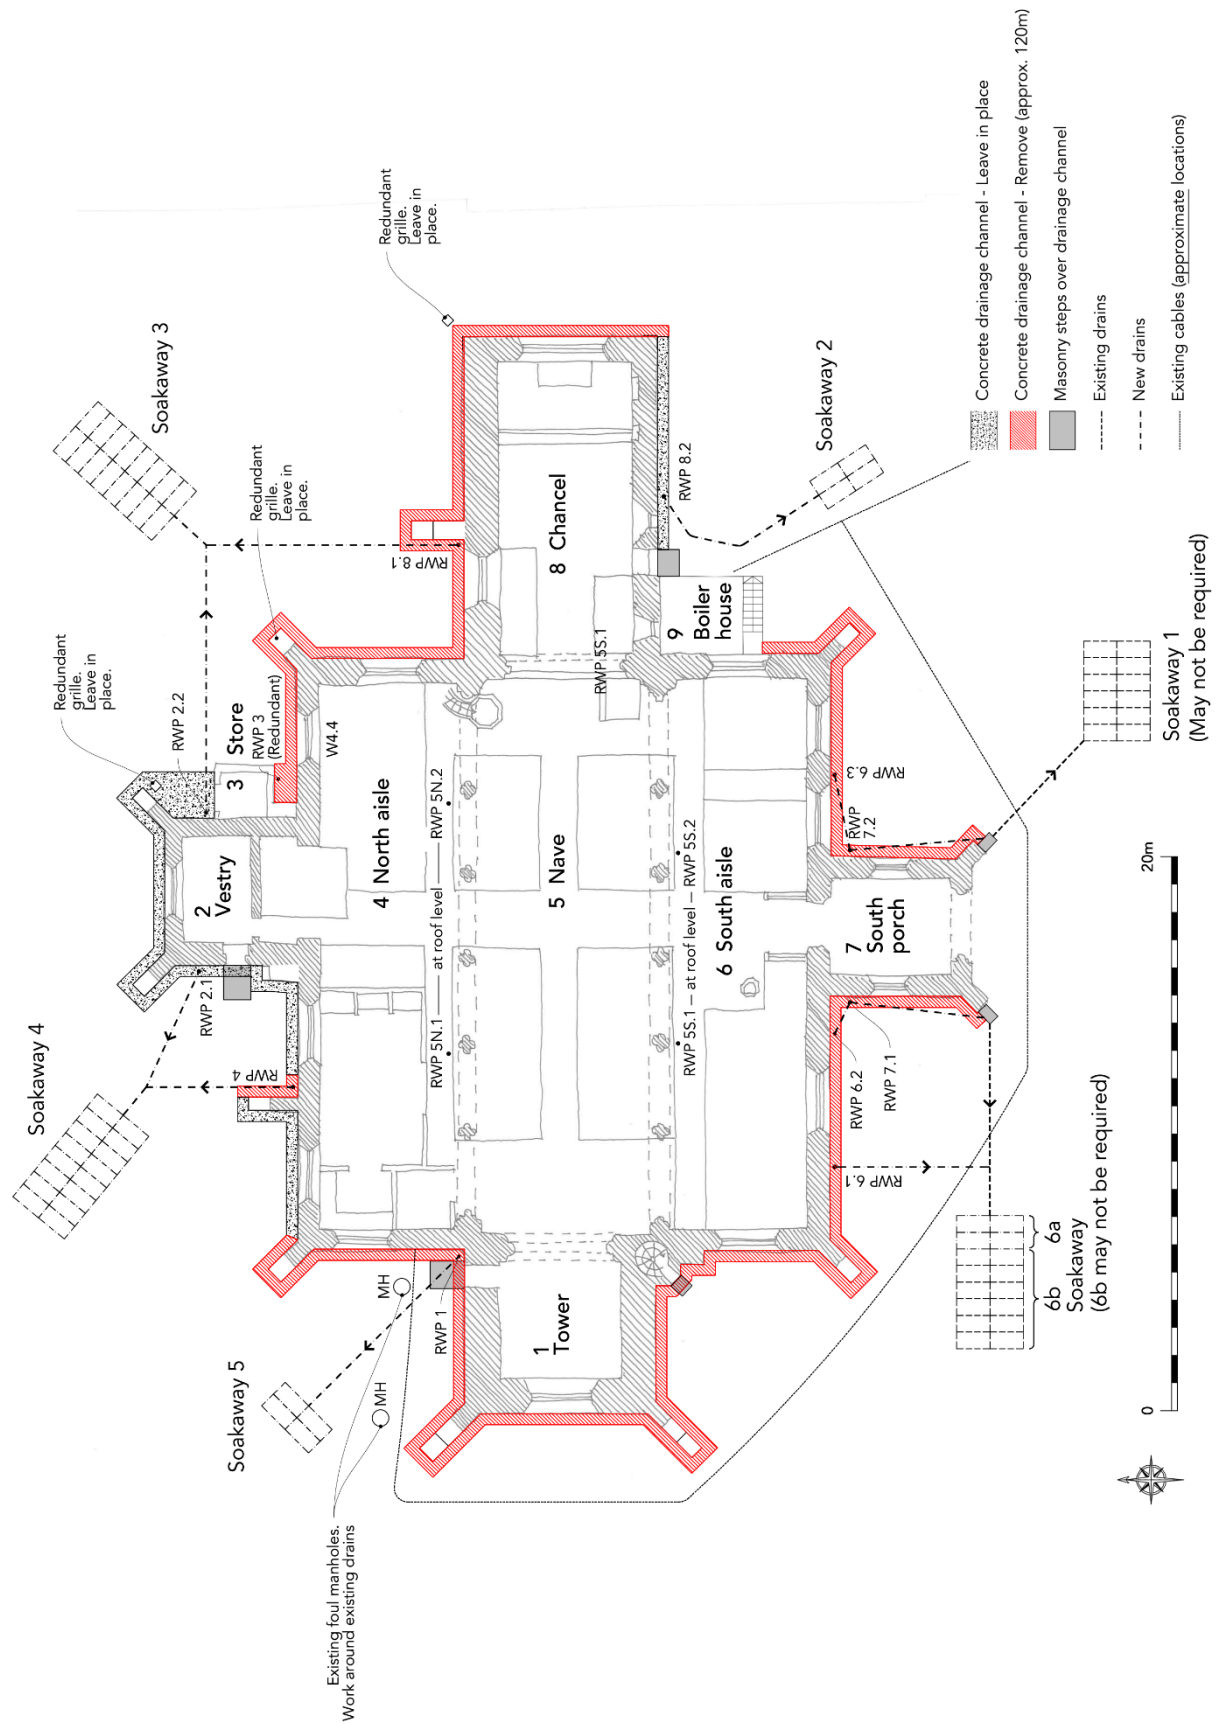 Soakaway 5
Soakaway 4
Soakaway 3
Soakaway 2
Soakaway 1
(May not be required)
6b 6a
Soakaway
(6b may not be required)
Existing foul manholes.
Work around existing drains
MH
MH
Redundant
grille.
Leave in
place.
Redundant
grille.
Leave in
place.
Redundant
grille.
Leave in
place.
RWP 1
RWP 2.1
RWP 2.2
RWP 3
(Redundant)
RWP 4
RWP 8.1
RWP 8.2
W4.4
1
Tower
2
Vestry
3
Store
4 North aisle
5 Nave
6 South aisle
7
South
porch
8 Chancel
9
Boiler
house
RWP 5N.1 at roof level RWP 5N.2
RWP 5S.1 at roof level RWP 5S.2
RWP 5S.1
RWP 6.1
RWP 6.2
RWP 7.1
RWP
7.2
RWP 6.3
0
20m
Concrete drainage channel - Leave in place
Concrete drainage channel - Remove (approx. 120m)
Masonry steps over drainage channel
Existing drains
New drains
Existing cables (approximate locations)